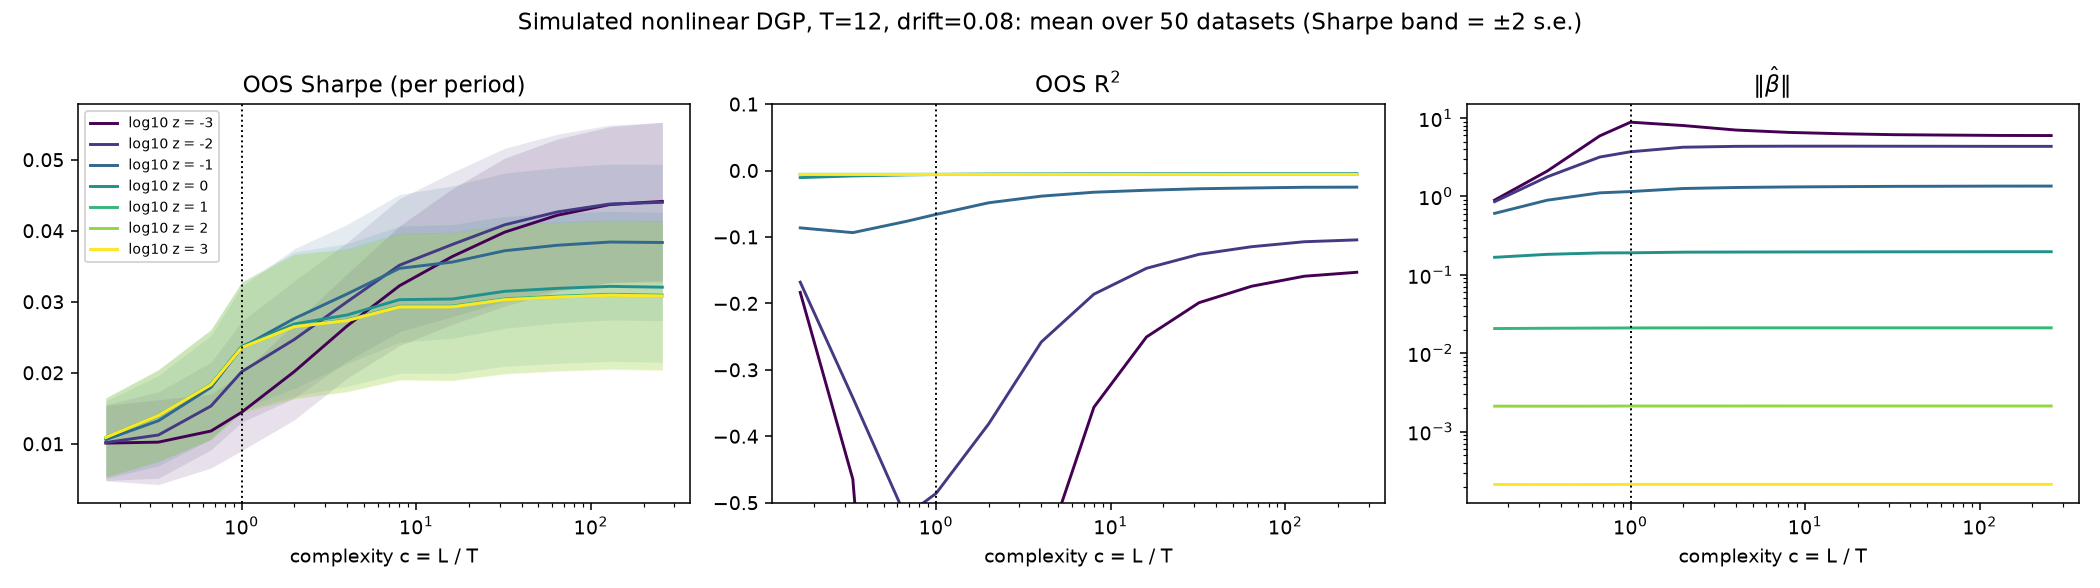 Simulated nonlinear DGP, T=12, drift=0.08: mean over 50 datasets (Sharpe band = ±2 s.e.)
OOS Sharpe (per period)
log10 z = -3
log10 z = -2
log10 z = -1
log10 z = 0
log10 z = 1
log10 z = 2
log10 z = 3
0.05
0.04
0.03
0.02
0.01
10⁰
10¹
10²
complexity c = L / T
OOS R²
0.1
0.0
−0.1
−0.2
−0.3
−0.4
−0.5
10⁰
10¹
10²
complexity c = L / T
‖β̂‖
10¹
10⁰
10⁻¹
10⁻²
10⁻³
10⁰
10¹
10²
complexity c = L / T